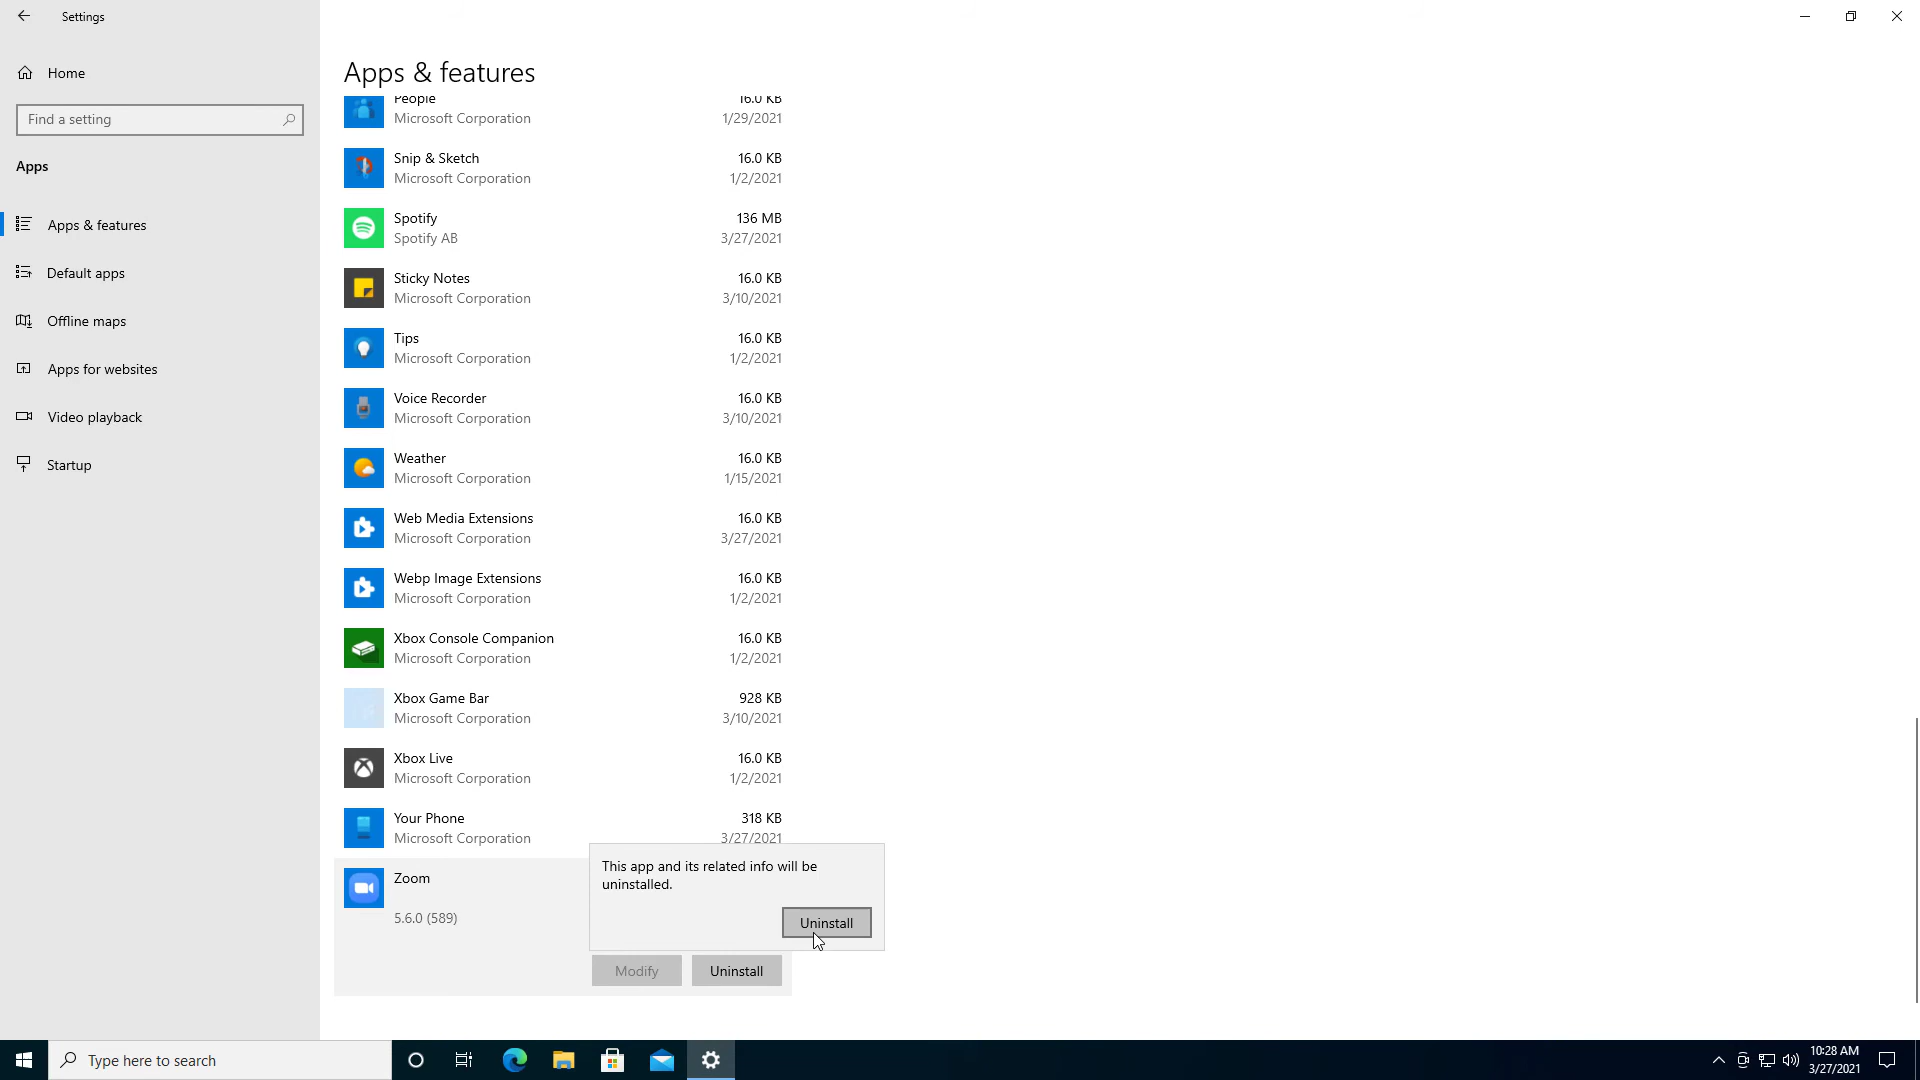 Settings
Home
Find a setting
Apps
Apps & features
Default apps
Offline maps
Apps for websites
Video playback
Startup
Apps & features
People 16.0 KB
Microsoft Corporation 1/29/2021
Snip & Sketch 16.0 KB
Microsoft Corporation 1/2/2021
Spotify 136 MB
Spotify AB 3/27/2021
Sticky Notes 16.0 KB
Microsoft Corporation 3/10/2021
Tips 16.0 KB
Microsoft Corporation 1/2/2021
Voice Recorder 16.0 KB
Microsoft Corporation 3/10/2021
Weather 16.0 KB
Microsoft Corporation 1/15/2021
Web Media Extensions 16.0 KB
Microsoft Corporation 3/27/2021
Webp Image Extensions 16.0 KB
Microsoft Corporation 1/2/2021
Xbox Console Companion 16.0 KB
Microsoft Corporation 1/2/2021
Xbox Game Bar 928 KB
Microsoft Corporation 3/10/2021
Xbox Live 16.0 KB
Microsoft Corporation 1/2/2021
Your Phone 318 KB
Microsoft Corporation 3/27/2021
Zoom
5.6.0 (589)
This app and its related info will be
uninstalled.
Uninstall
Modify Uninstall
Type here to search
10:28 AM
3/27/2021